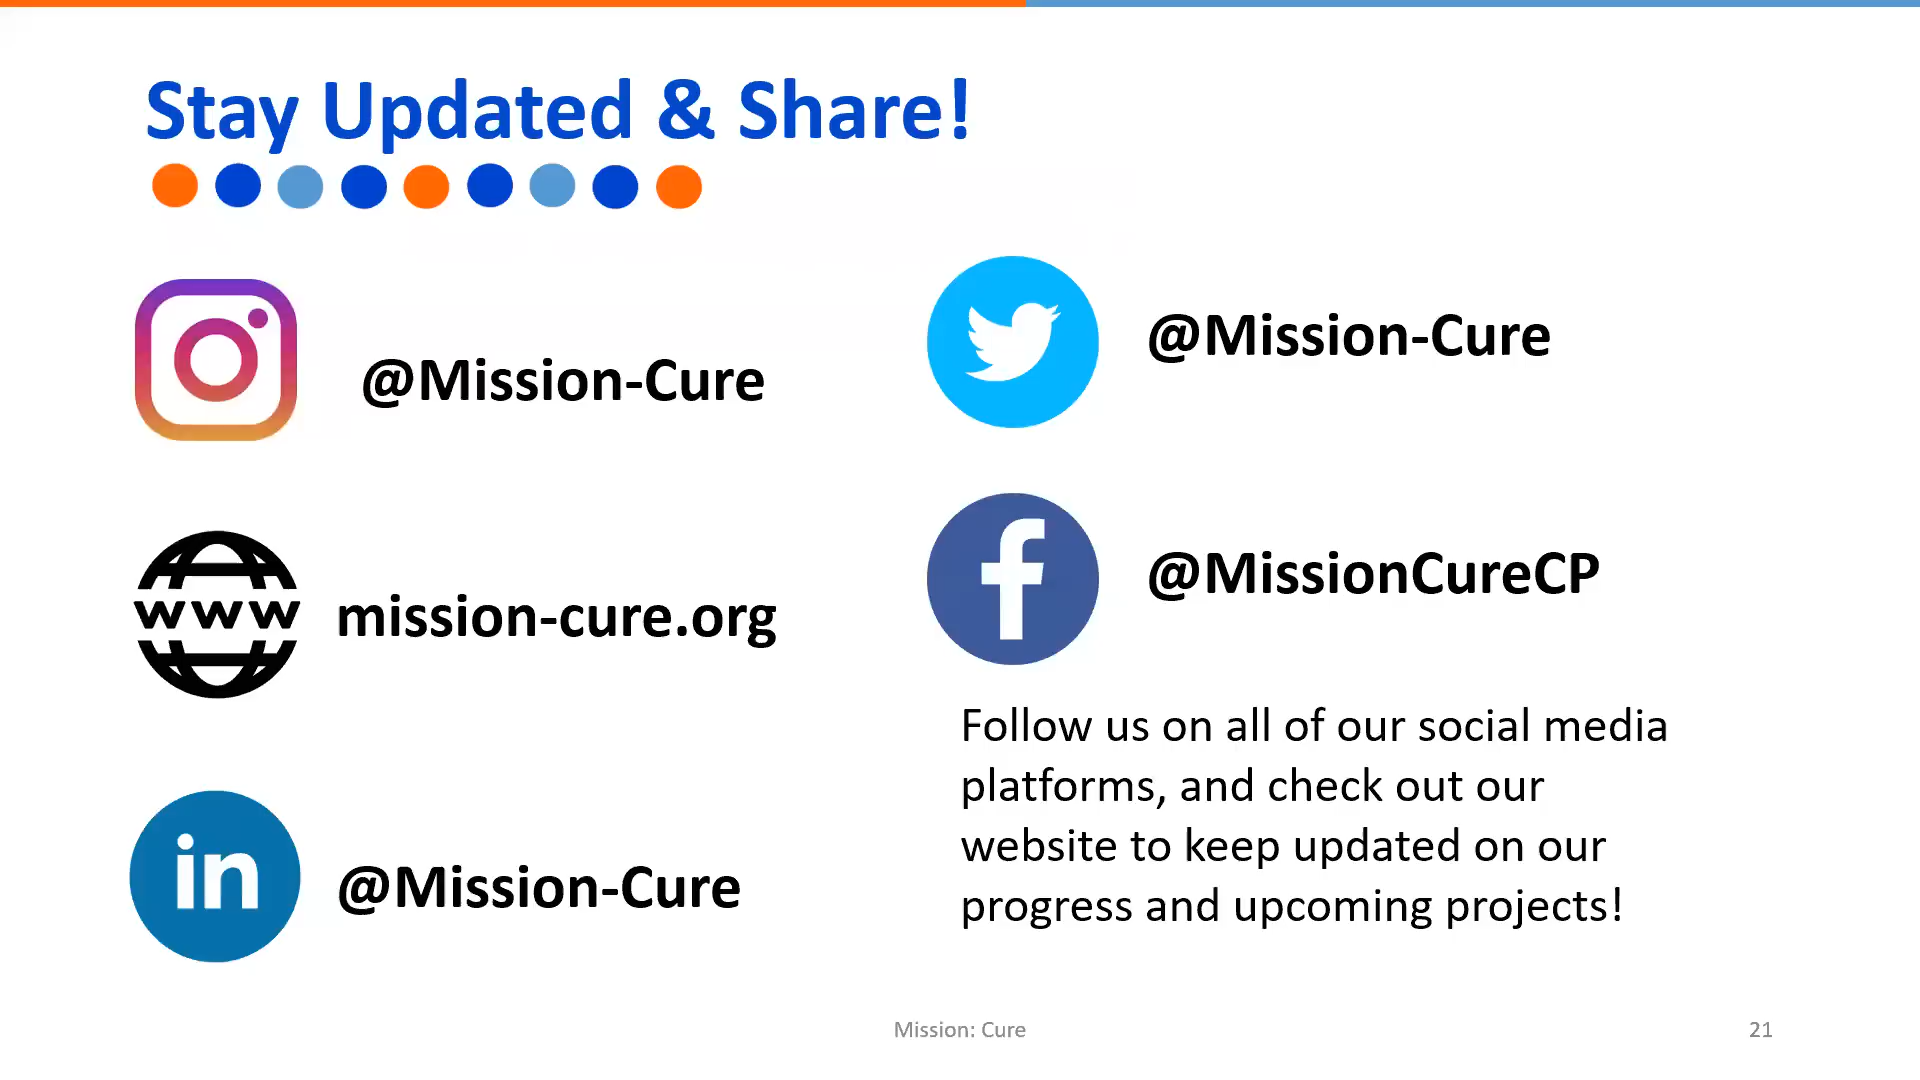 Stay Updated & Share!
@Mission-Cure
@Mission-Cure
www
mission-cure.org
f
@MissionCureCP
in
@Mission-Cure
Follow us on all of our social media
platforms, and check out our
website to keep updated on our
progress and upcoming projects!
Mission: Cure
21